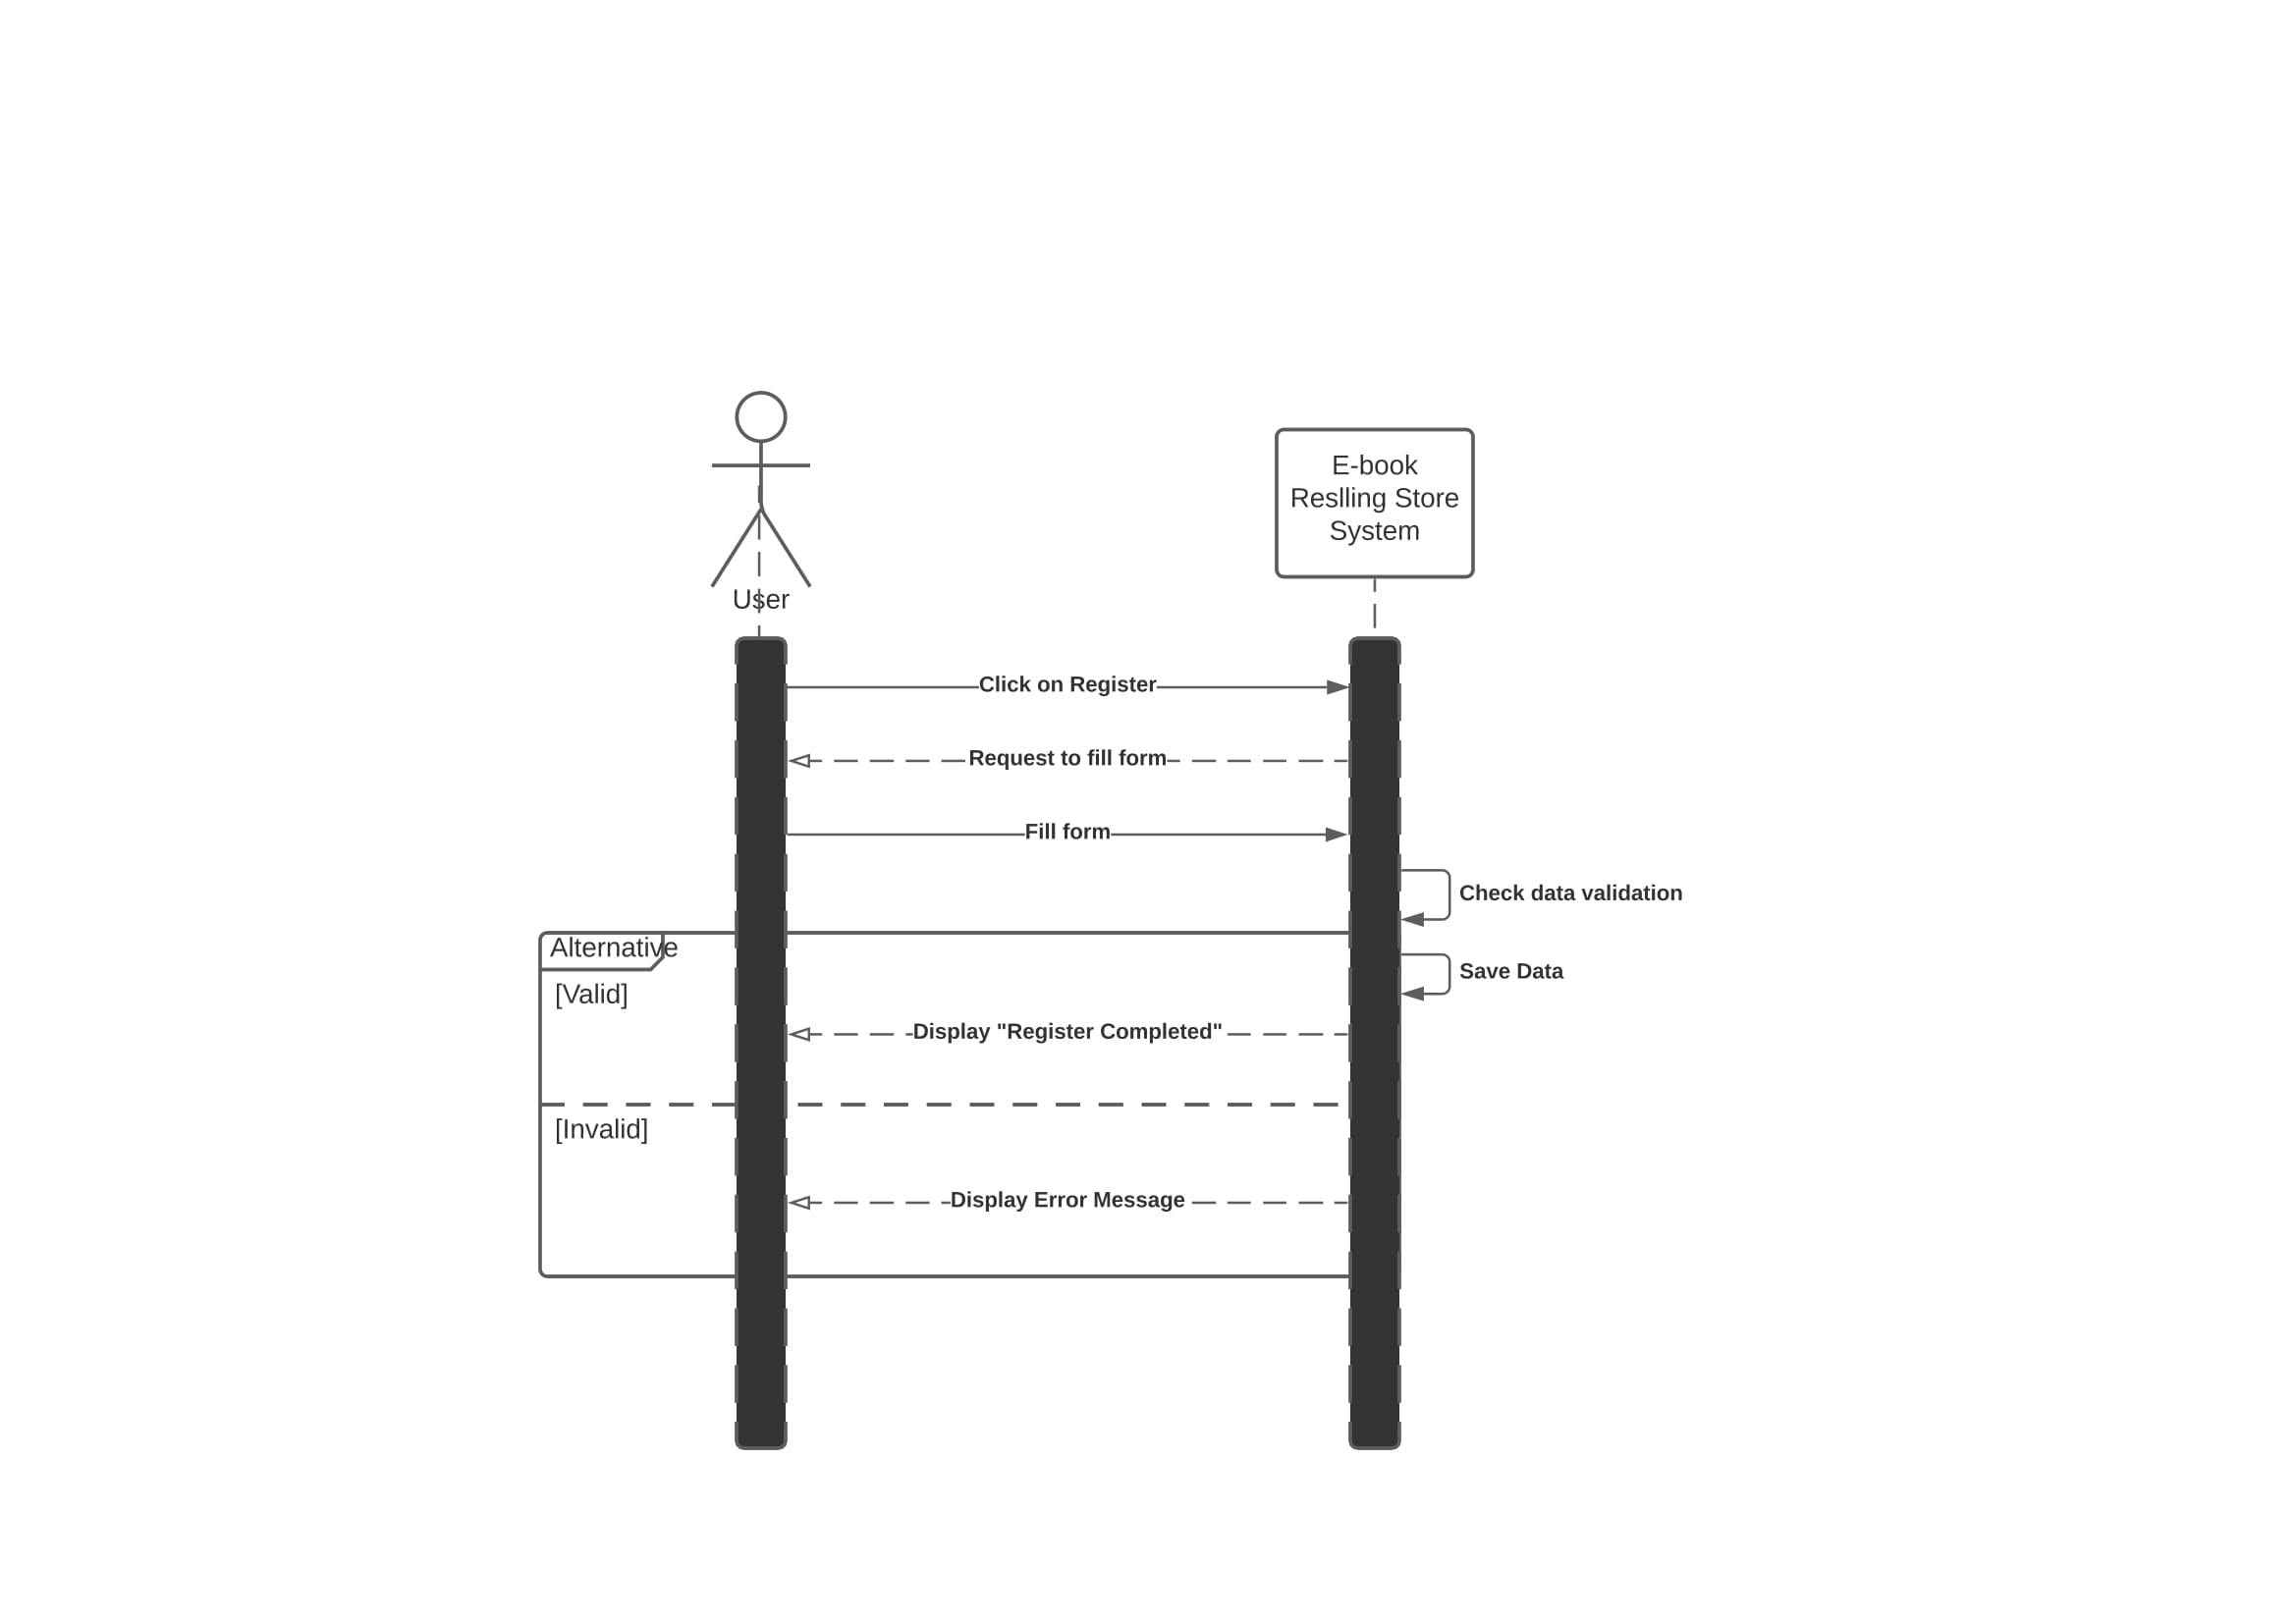 E-book
Reslling Store
System
User
Click on Register
Request to fill form
Fill form
Check data validation
Alternative
Save Data
[Valid]
Display "Register Completed"
[Invalid]
Display Error Message